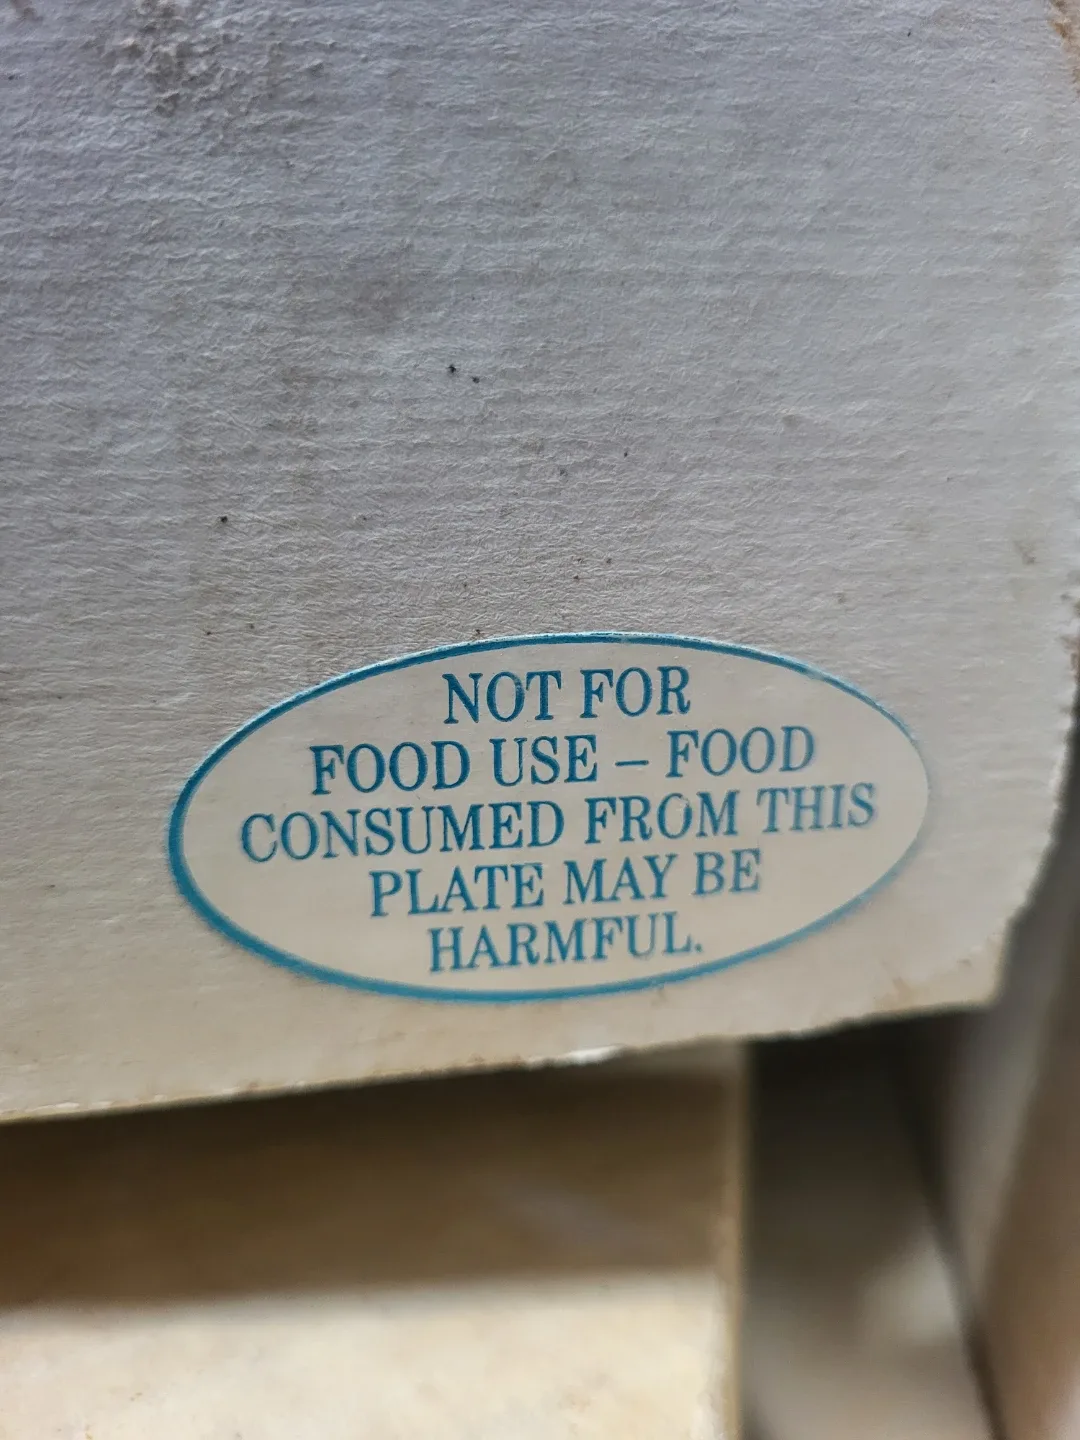 NOT FOR
FOOD USE – FOOD
CONSUMED FROM THIS
PLATE MAY BE
HARMFUL.